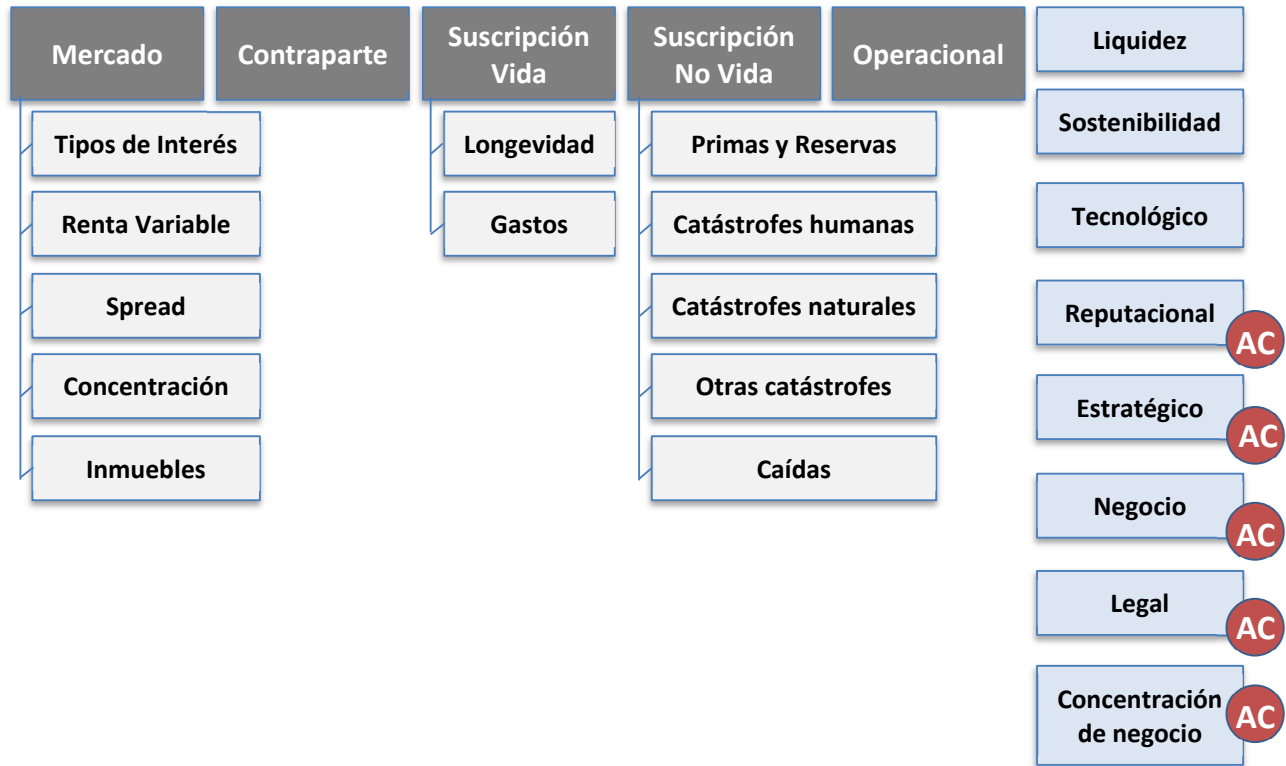 Mercado
Contraparte
Suscripción
Vida
Suscripción
No Vida
Operacional
Tipos de Interés
Renta Variable
Spread
Concentración
Inmuebles
Longevidad
Gastos
Primas y Reservas
Catástrofes humanas
Catástrofes naturales
Otras catástrofes
Caídas
Liquidez
Sostenibilidad
Tecnológico
Reputacional
AC
Estratégico
AC
Negocio
AC
Legal
AC
Concentración
de negocio
AC